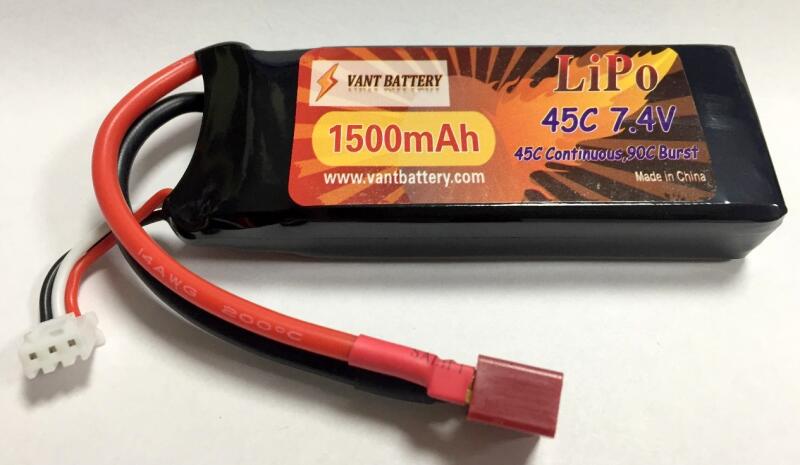 VANT BATTERY
LiPo
1500mAh
45C 7.4V
45C Continuous,90C Burst
www.vantbattery.com
Made in China
14AWG 200°C